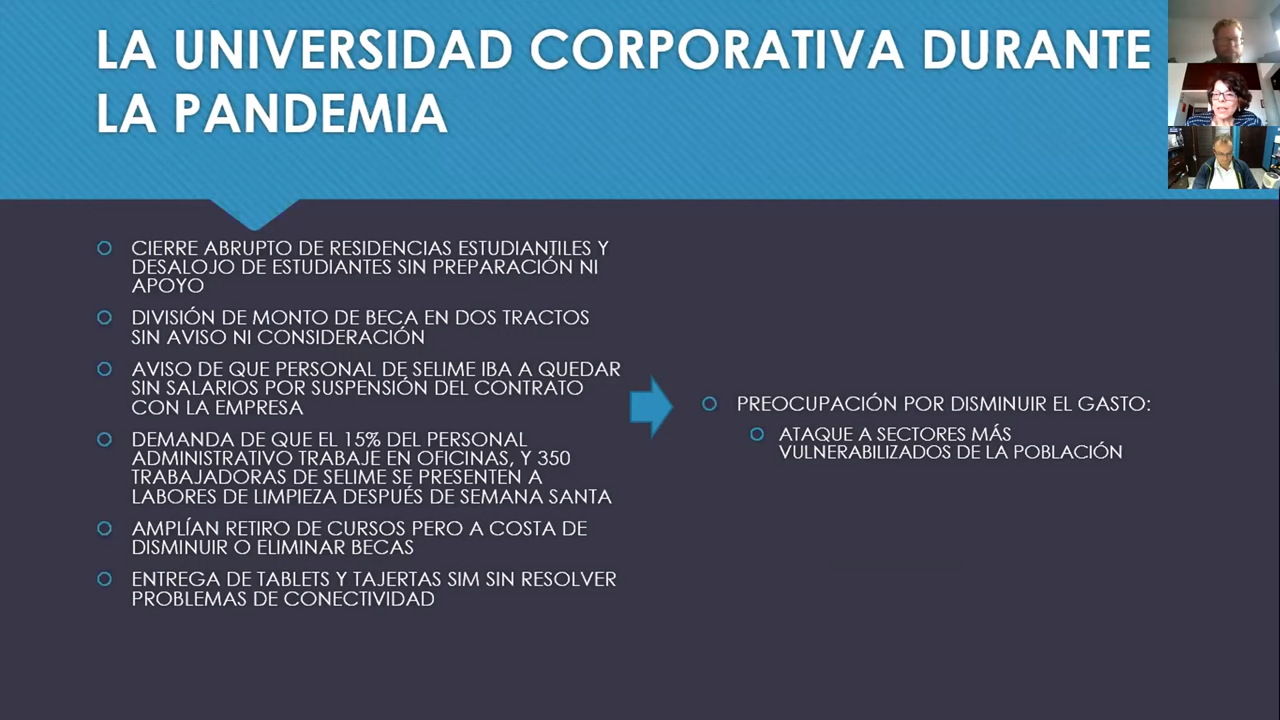 LA UNIVERSIDAD CORPORATIVA DURANTE
LA PANDEMIA
CIERRE ABRUPTO DE RESIDENCIAS ESTUDIANTILES Y
DESALOJO DE ESTUDIANTES SIN PREPARACIÓN NI
APOYO
DIVISIÓN DE MONTO DE BECA EN DOS TRACTOS
SIN AVISO NI CONSIDERACIÓN
AVISO DE QUE PERSONAL DE SELIME IBA A QUEDAR
SIN SALARIOS POR SUSPENSIÓN DEL CONTRATO
CON LA EMPRESA
DEMANDA DE QUE EL 15% DEL PERSONAL
ADMINISTRATIVO TRABAJE EN OFICINAS, Y 350
TRABAJADORAS DE SELIME SE PRESENTEN A
LABORES DE LIMPIEZA DESPUÉS DE SEMANA SANTA
AMPLÍAN RETIRO DE CURSOS PERO A COSTA DE
DISMINUIR O ELIMINAR BECAS
ENTREGA DE TABLETS Y TAJERTAS SIM SIN RESOLVER
PROBLEMAS DE CONECTIVIDAD
PREOCUPACIÓN POR DISMINUIR EL GASTO:
ATAQUE A SECTORES MÁS
VULNERABILIZADOS DE LA POBLACIÓN